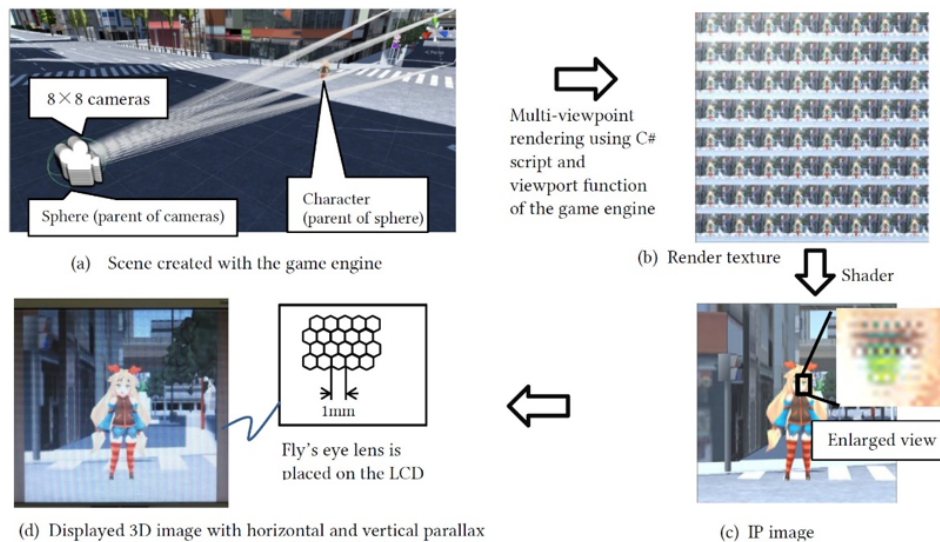 8×8 cameras
Sphere (parent of cameras)
Character
(parent of sphere)
(a) Scene created with the game engine
Multi-viewpoint
rendering using C#
script and
viewport function
of the game engine
(b) Render texture
Shader
Enlarged view
(c) IP image
1mm
Fly's eye lens is
placed on the LCD
(d) Displayed 3D image with horizontal and vertical parallax